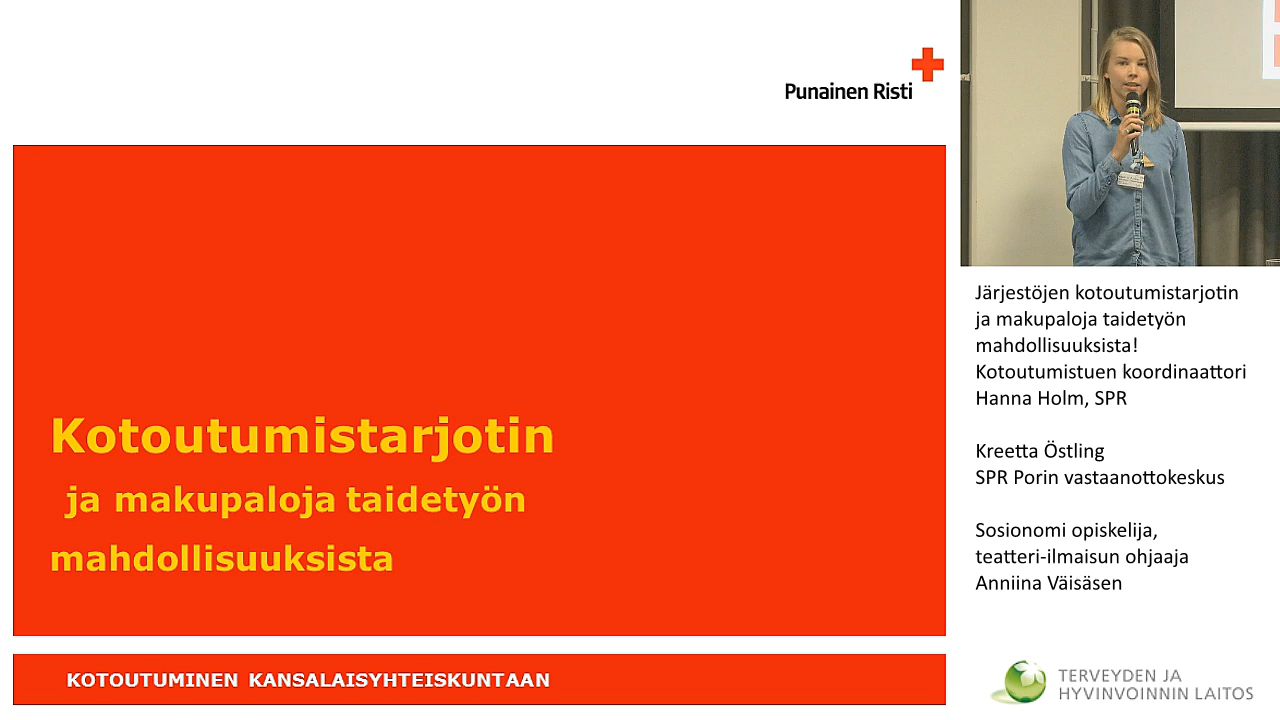 Punainen Risti
Kotoutumistarjotin
ja makupaloja taidetyön
mahdollisuuksista
KOTOUTUMINEN KANSALAISYHTEISKUNTAAN
Järjestöjen kotoutumistarjotin
ja makupaloja taidetyön
mahdollisuuksista!
Kotoutumistuen koordinaattori
Hanna Holm, SPR
Kreetta Östling
SPR Porin vastaanottokeskus
Sosionomi opiskelija,
teatteri-ilmaisun ohjaaja
Anniina Väisäsen
TERVEYDEN JA
HYVINVOINNIN LAITOS